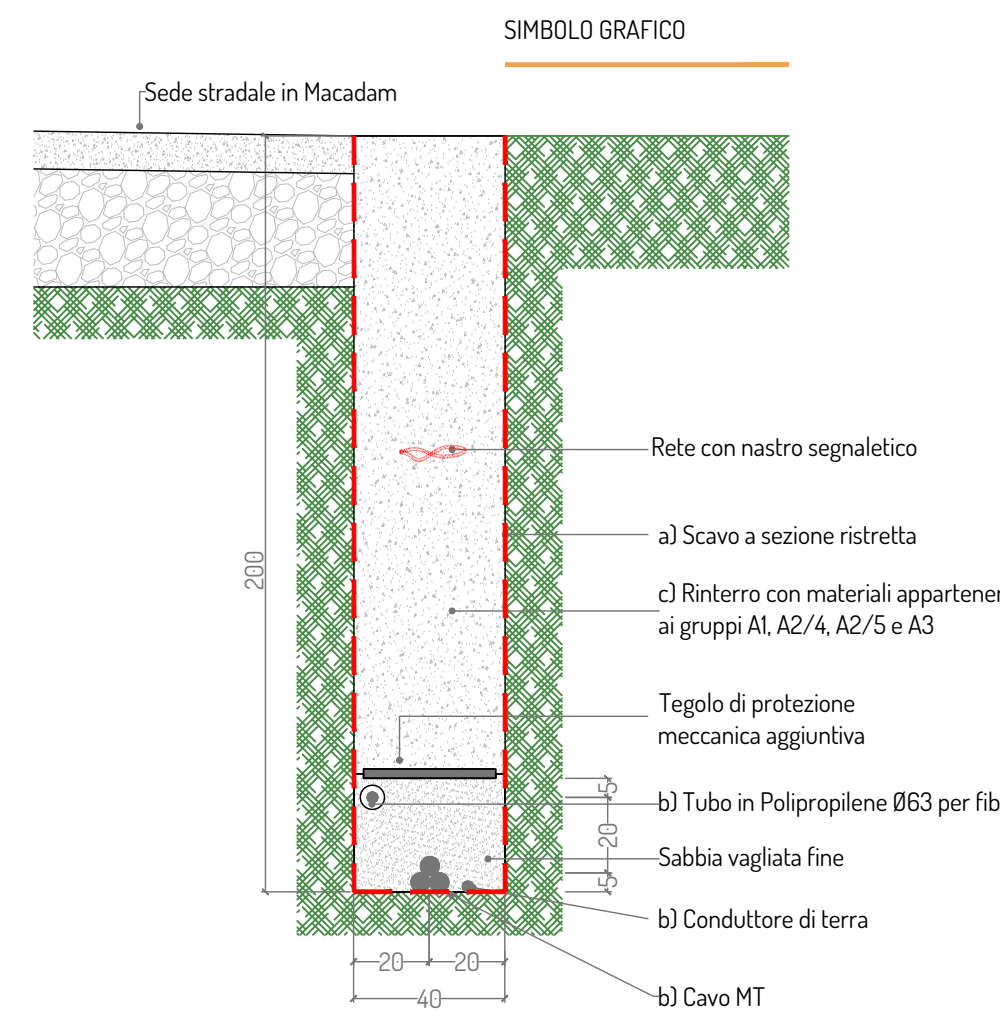 SIMBOLO GRAFICO
Sede stradale in Macadam
Rete con nastro segnaletico
a) Scavo a sezione ristretta
200
c) Rinterro con materiali
ai gruppi A1, A2/4, A2/5 e A3
Tegolo di protezione
meccanica aggiuntiva
5
b) Tubo in Polipropilene Ø63 per
20
Sabbia vagliata fine
5
b) Conduttore di terra
20
20
40
b) Cavo MT